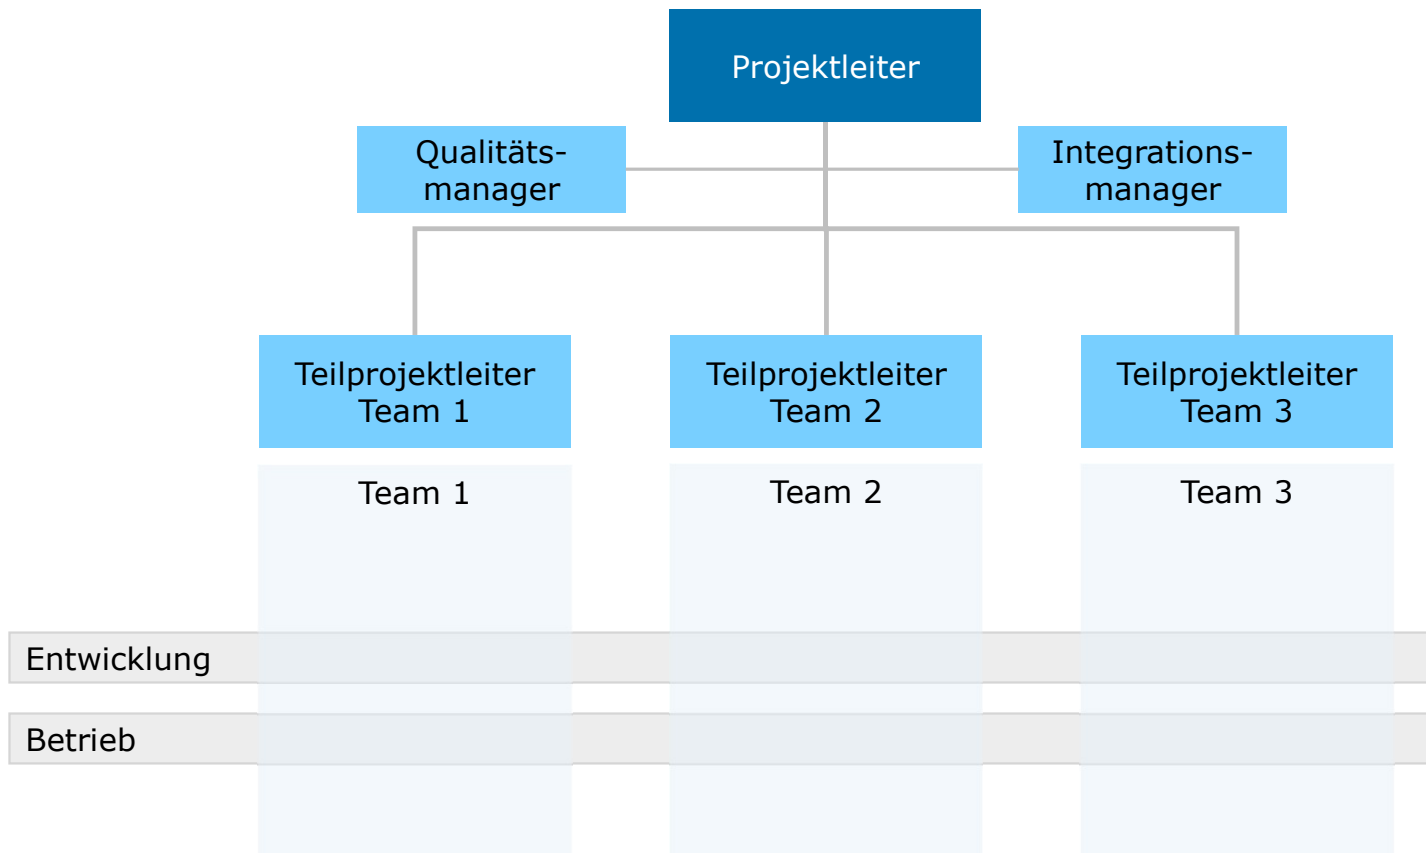 Projektleiter
Qualitäts-
manager
Integrations-
manager
Teilprojektleiter
Team 1
Teilprojektleiter
Team 2
Teilprojektleiter
Team 3
Team 1
Team 2
Team 3
Entwicklung
Betrieb